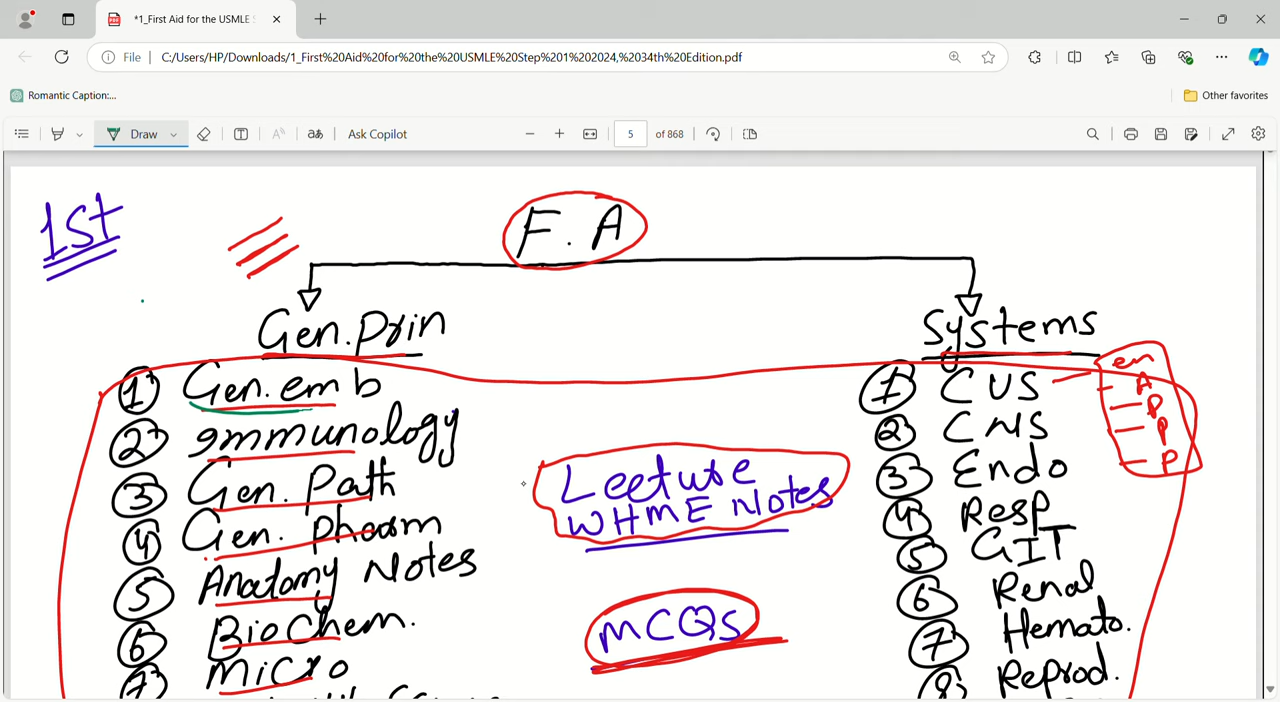 *1_First Aid for the USMLE S
File
C:/Users/HP/Downloads/1_First%20Aid%20for%20the%20USMLE%20Step%201%202024,%2034th%20Edition.pdf
Romantic Caption:...
Other favorites
Draw
Ask Copilot
5 of 868
1st
F. A
Gen. Prin
Systems
1 Gen. emb
2 Immunology
3 Gen. Path
4 Gen. Pharm
5 Anatomy Notes
6 BioChem.
7 Micro
Lecture
WHME Notes
MCQs
1 CVS
en
A
P
P
P
2 CNS
3 Endo
4 Resp
5 GIT
6 Renal
7 Hemato.
8 Reprod.